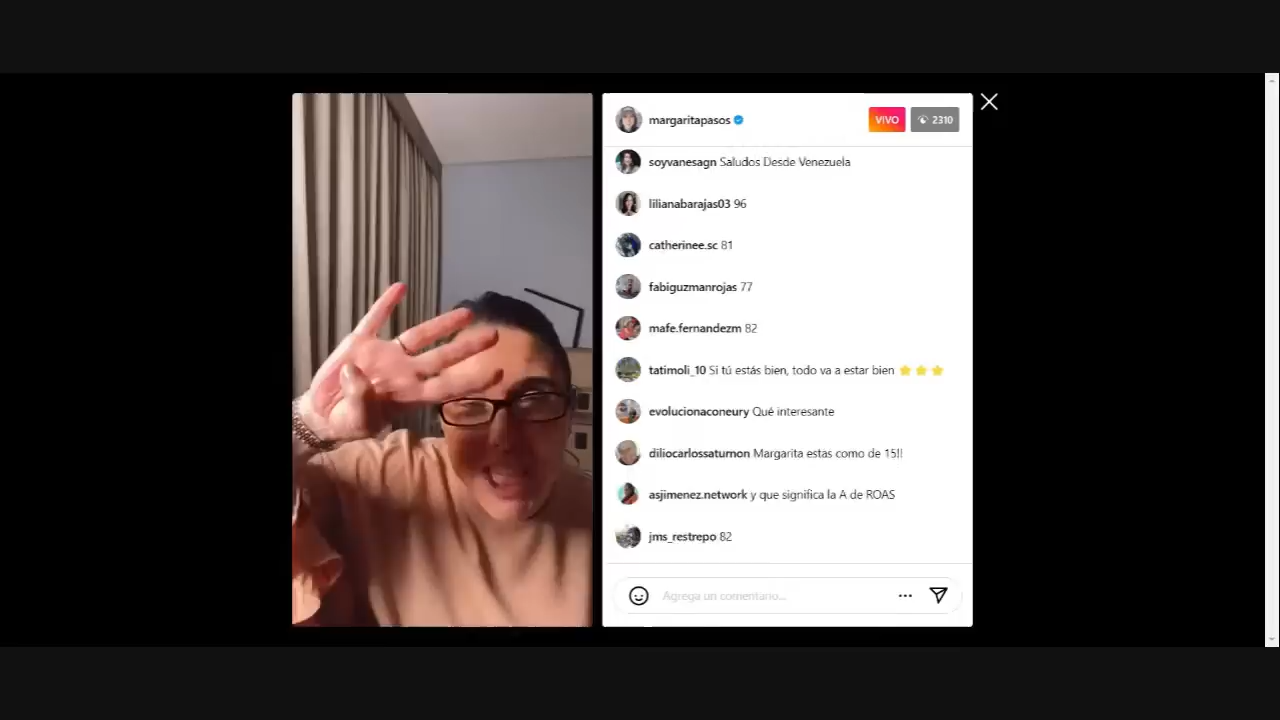 margaritapasos
VIVO
2310
soyvanesagn Saludos Desde Venezuela
lilianabarajas03 96
catherinee.sc 81
fabiguzmanrojas 77
mafe.fernandezm 82
tatimoli_10 Si tú estás bien, todo va a estar bien ⭐⭐⭐
evolucionaconeury Qué interesante
diliocarlossaturnon Margarita estas como de 15!!
asjimenez.network y que significa la A de ROAS
jms_restrepo 82
Agrega un comentario...